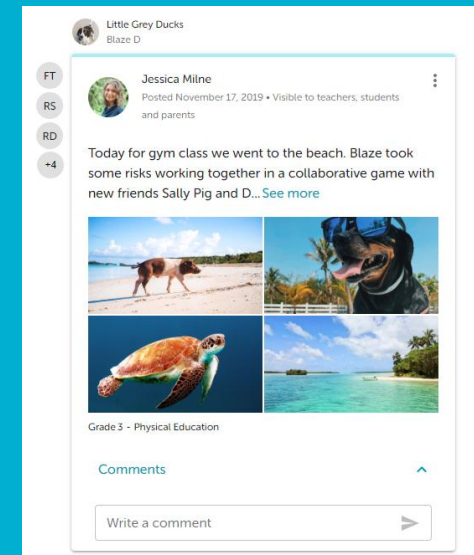 Little Grey Ducks
Blaze D
FT
RS
RD
+4
Jessica Milne
Posted November 17, 2019 • Visible to teachers, students
and parents
Today for gym class we went to the beach. Blaze took
some risks working together in a collaborative game with
new friends Sally Pig and D... See more
Grade 3 - Physical Education
Comments
Write a comment